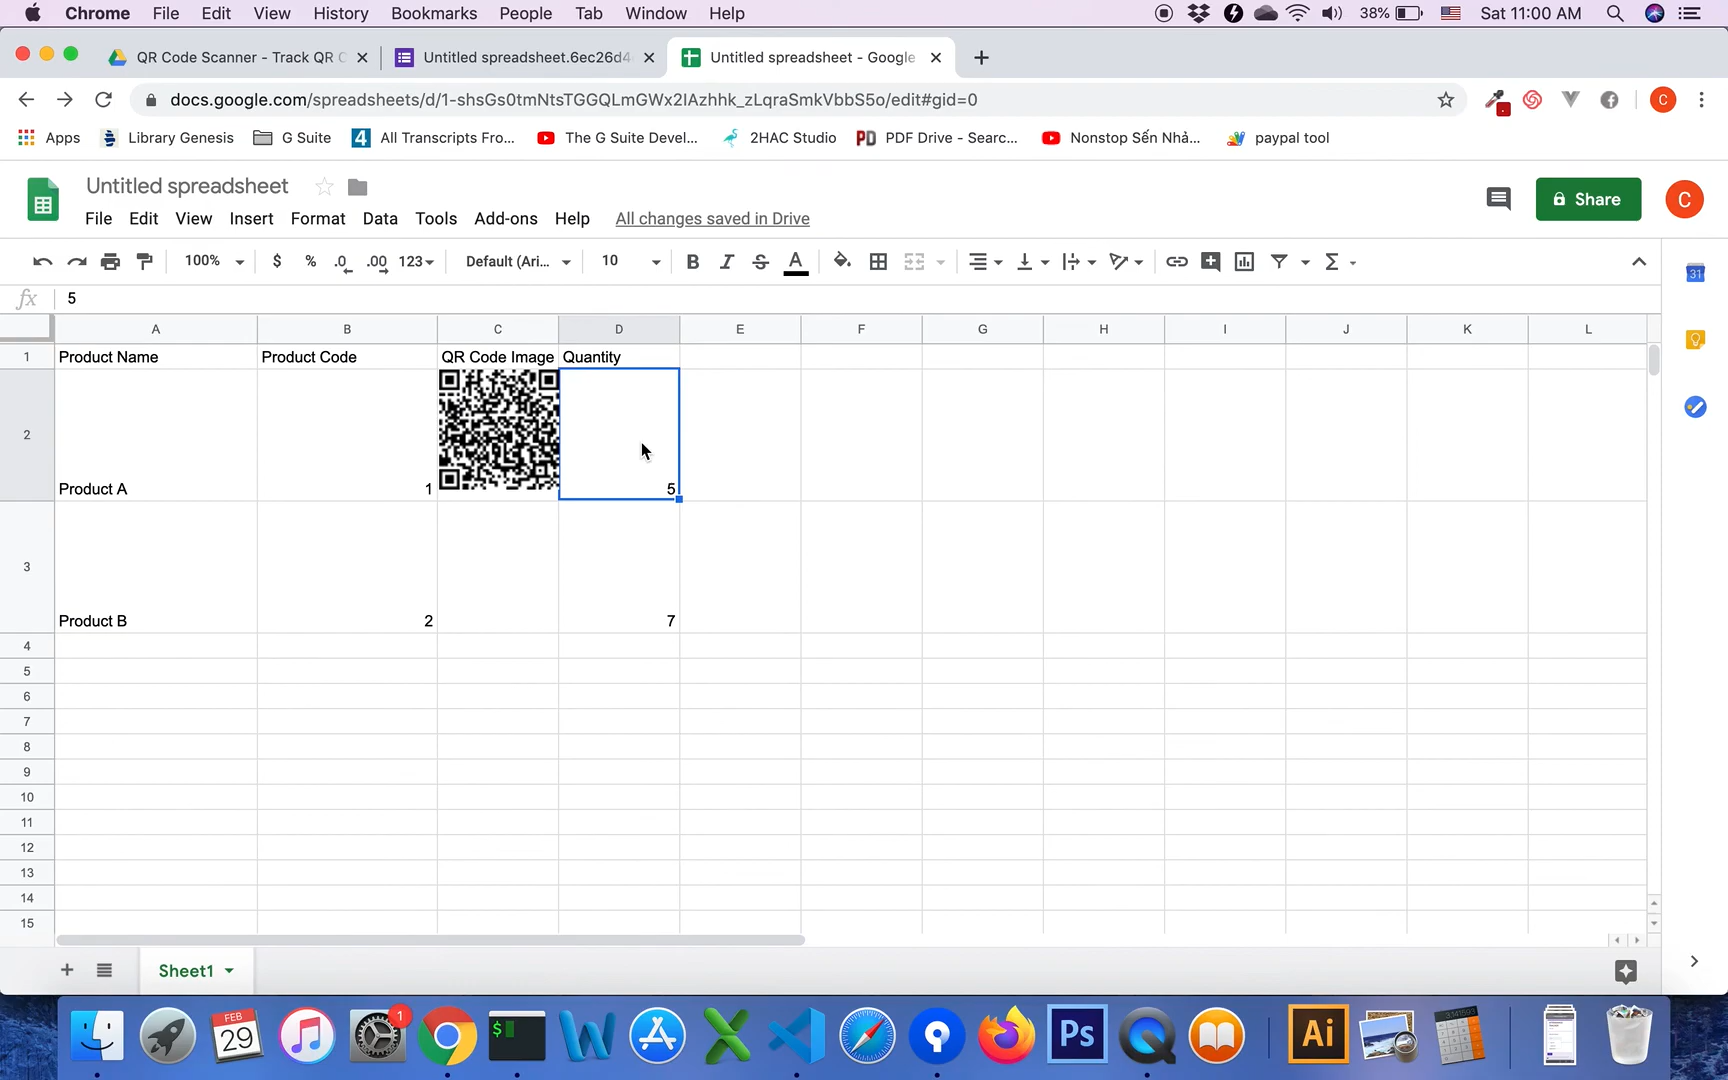 Chrome File Edit View History Bookmarks People Tab Window Help 38% Sat 11:00 AM
QR Code Scanner - Track QR C Untitled spreadsheet.6ec26d4 Untitled spreadsheet - Google
docs.google.com/spreadsheets/d/1-shsGs0tmNtsTGGQLmGWx2IAzhhk_zLqraSmkVbbS5o/edit#gid=0 C
Apps Library Genesis G Suite 4 All Transcripts Fro... The G Suite Devel... 2HAC Studio PD PDF Drive - Searc... Nonstop Sến Nhả... paypal tool
Untitled spreadsheet
File Edit View Insert Format Data Tools Add-ons Help All changes saved in Drive Share C
100% $ % .0 .00 123 Default (Ari... 10 B I S A Σ 31
fx 5
A B C D E F G H I J K L
1 Product Name Product Code QR Code Image Quantity
2 Product A 1 5
3 Product B 2 7
4
5
6
7
8
9
10
11
12
13
14
15
Sheet1
FEB 29 1 $ W X Ps Ai